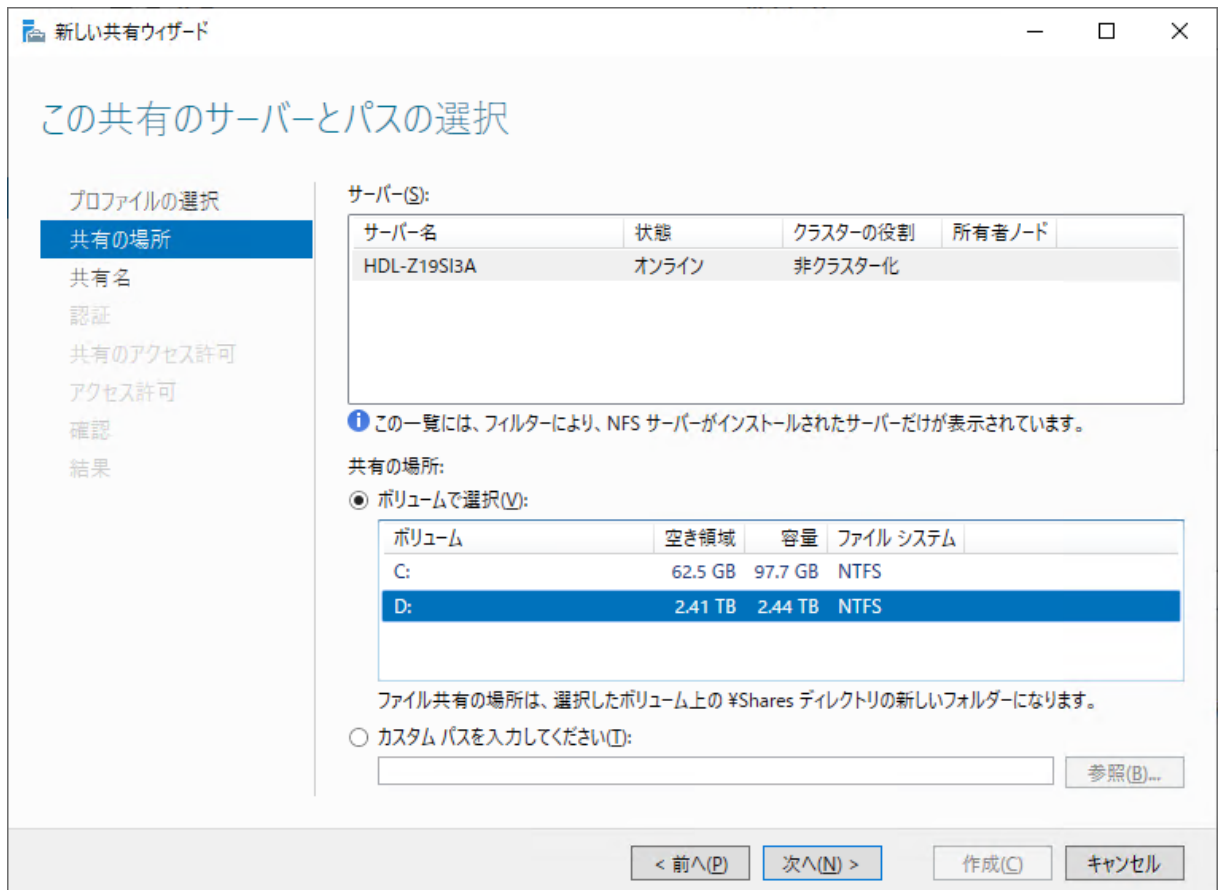 新しい共有ウィザード
この共有のサーバーとパスの選択
プロファイルの選択
共有の場所
共有名
認証
共有のアクセス許可
アクセス許可
確認
結果
サーバー(S):
サーバー名 状態 クラスターの役割 所有者ノード
HDL-Z19SI3A オンライン 非クラスター化
この一覧には、フィルターにより、NFS サーバーがインストールされたサーバーだけが表示されています。
共有の場所:
ボリュームで選択(V):
ボリューム 空き領域 容量 ファイル システム
C: 62.5 GB 97.7 GB NTFS
D: 2.41 TB 2.44 TB NTFS
ファイル共有の場所は、選択したボリューム上の ¥Shares ディレクトリの新しいフォルダーになります。
カスタム パスを入力してください(T):
参照(B)...
< 前へ(P) 次へ(N) > 作成(C) キャンセル